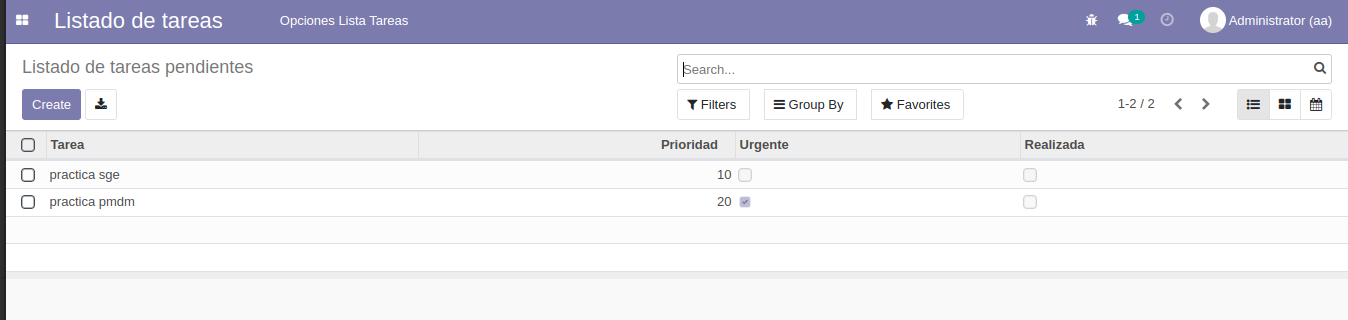 Listado de tareas Opciones Lista Tareas 1 Administrator (aa)
Listado de tareas pendientes Search...
Create Filters Group By Favorites 1-2 / 2
Tarea Prioridad Urgente Realizada
practica sge 10
practica pmdm 20